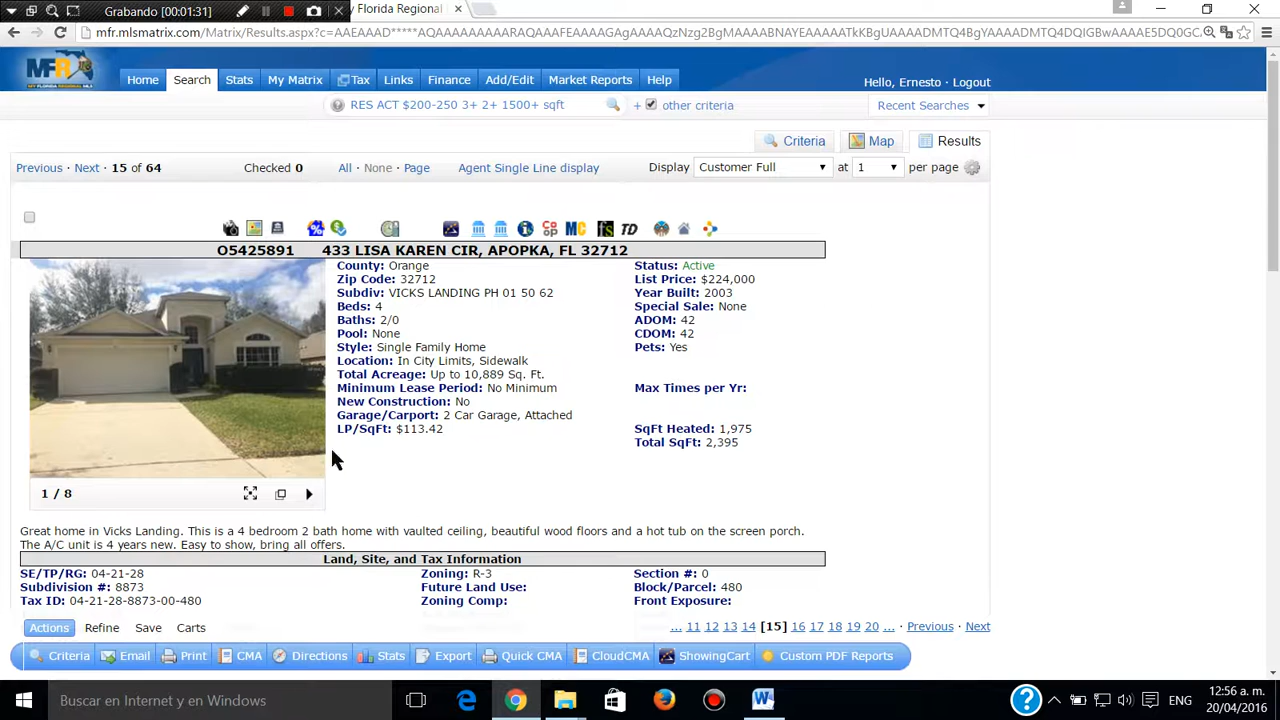 Grabando [00:01:31]
y Florida Regional
mfr.mlsmatrix.com/Matrix/Results.aspx?c=
MFR
Home Search Stats My Matrix Tax Links Finance Add/Edit Market Reports Help
Hello, Ernesto · Logout
RES ACT $200-250 3+ 2+ 1500+ sqft + other criteria Recent Searches
Criteria Map Results
Previous · Next · 15 of 64 Checked 0 All · None · Page Agent Single Line display Display Customer Full at 1 per page
O5425891 433 LISA KAREN CIR, APOPKA, FL 32712
County: Orange Status: Active
Zip Code: 32712 List Price: $224,000
Subdiv: VICKS LANDING PH 01 50 62 Year Built: 2003
Beds: 4 Special Sale: None
Baths: 2/0 ADOM: 42
Pool: None CDOM: 42
Style: Single Family Home Pets: Yes
Location: In City Limits, Sidewalk
Total Acreage: Up to 10,889 Sq. Ft.
Minimum Lease Period: No Minimum Max Times per Yr:
New Construction: No
Garage/Carport: 2 Car Garage, Attached
LP/SqFt: $113.42 SqFt Heated: 1,975
Total SqFt: 2,395
1 / 8
Great home in Vicks Landing. This is a 4 bedroom 2 bath home with vaulted ceiling, beautiful wood floors and a hot tub on the screen porch.
The A/C unit is 4 years new. Easy to show, bring all offers.
Land, Site, and Tax Information
SE/TP/RG: 04-21-28 Zoning: R-3 Section #: 0
Subdivision #: 8873 Future Land Use: Block/Parcel: 480
Tax ID: 04-21-28-8873-00-480 Zoning Comp: Front Exposure:
Actions Refine Save Carts ... 11 12 13 14 [15] 16 17 18 19 20 ... Previous · Next
Criteria Email Print CMA Directions Stats Export Quick CMA CloudCMA ShowingCart Custom PDF Reports
Buscar en Internet y en Windows
ENG
12:56 a. m.
20/04/2016